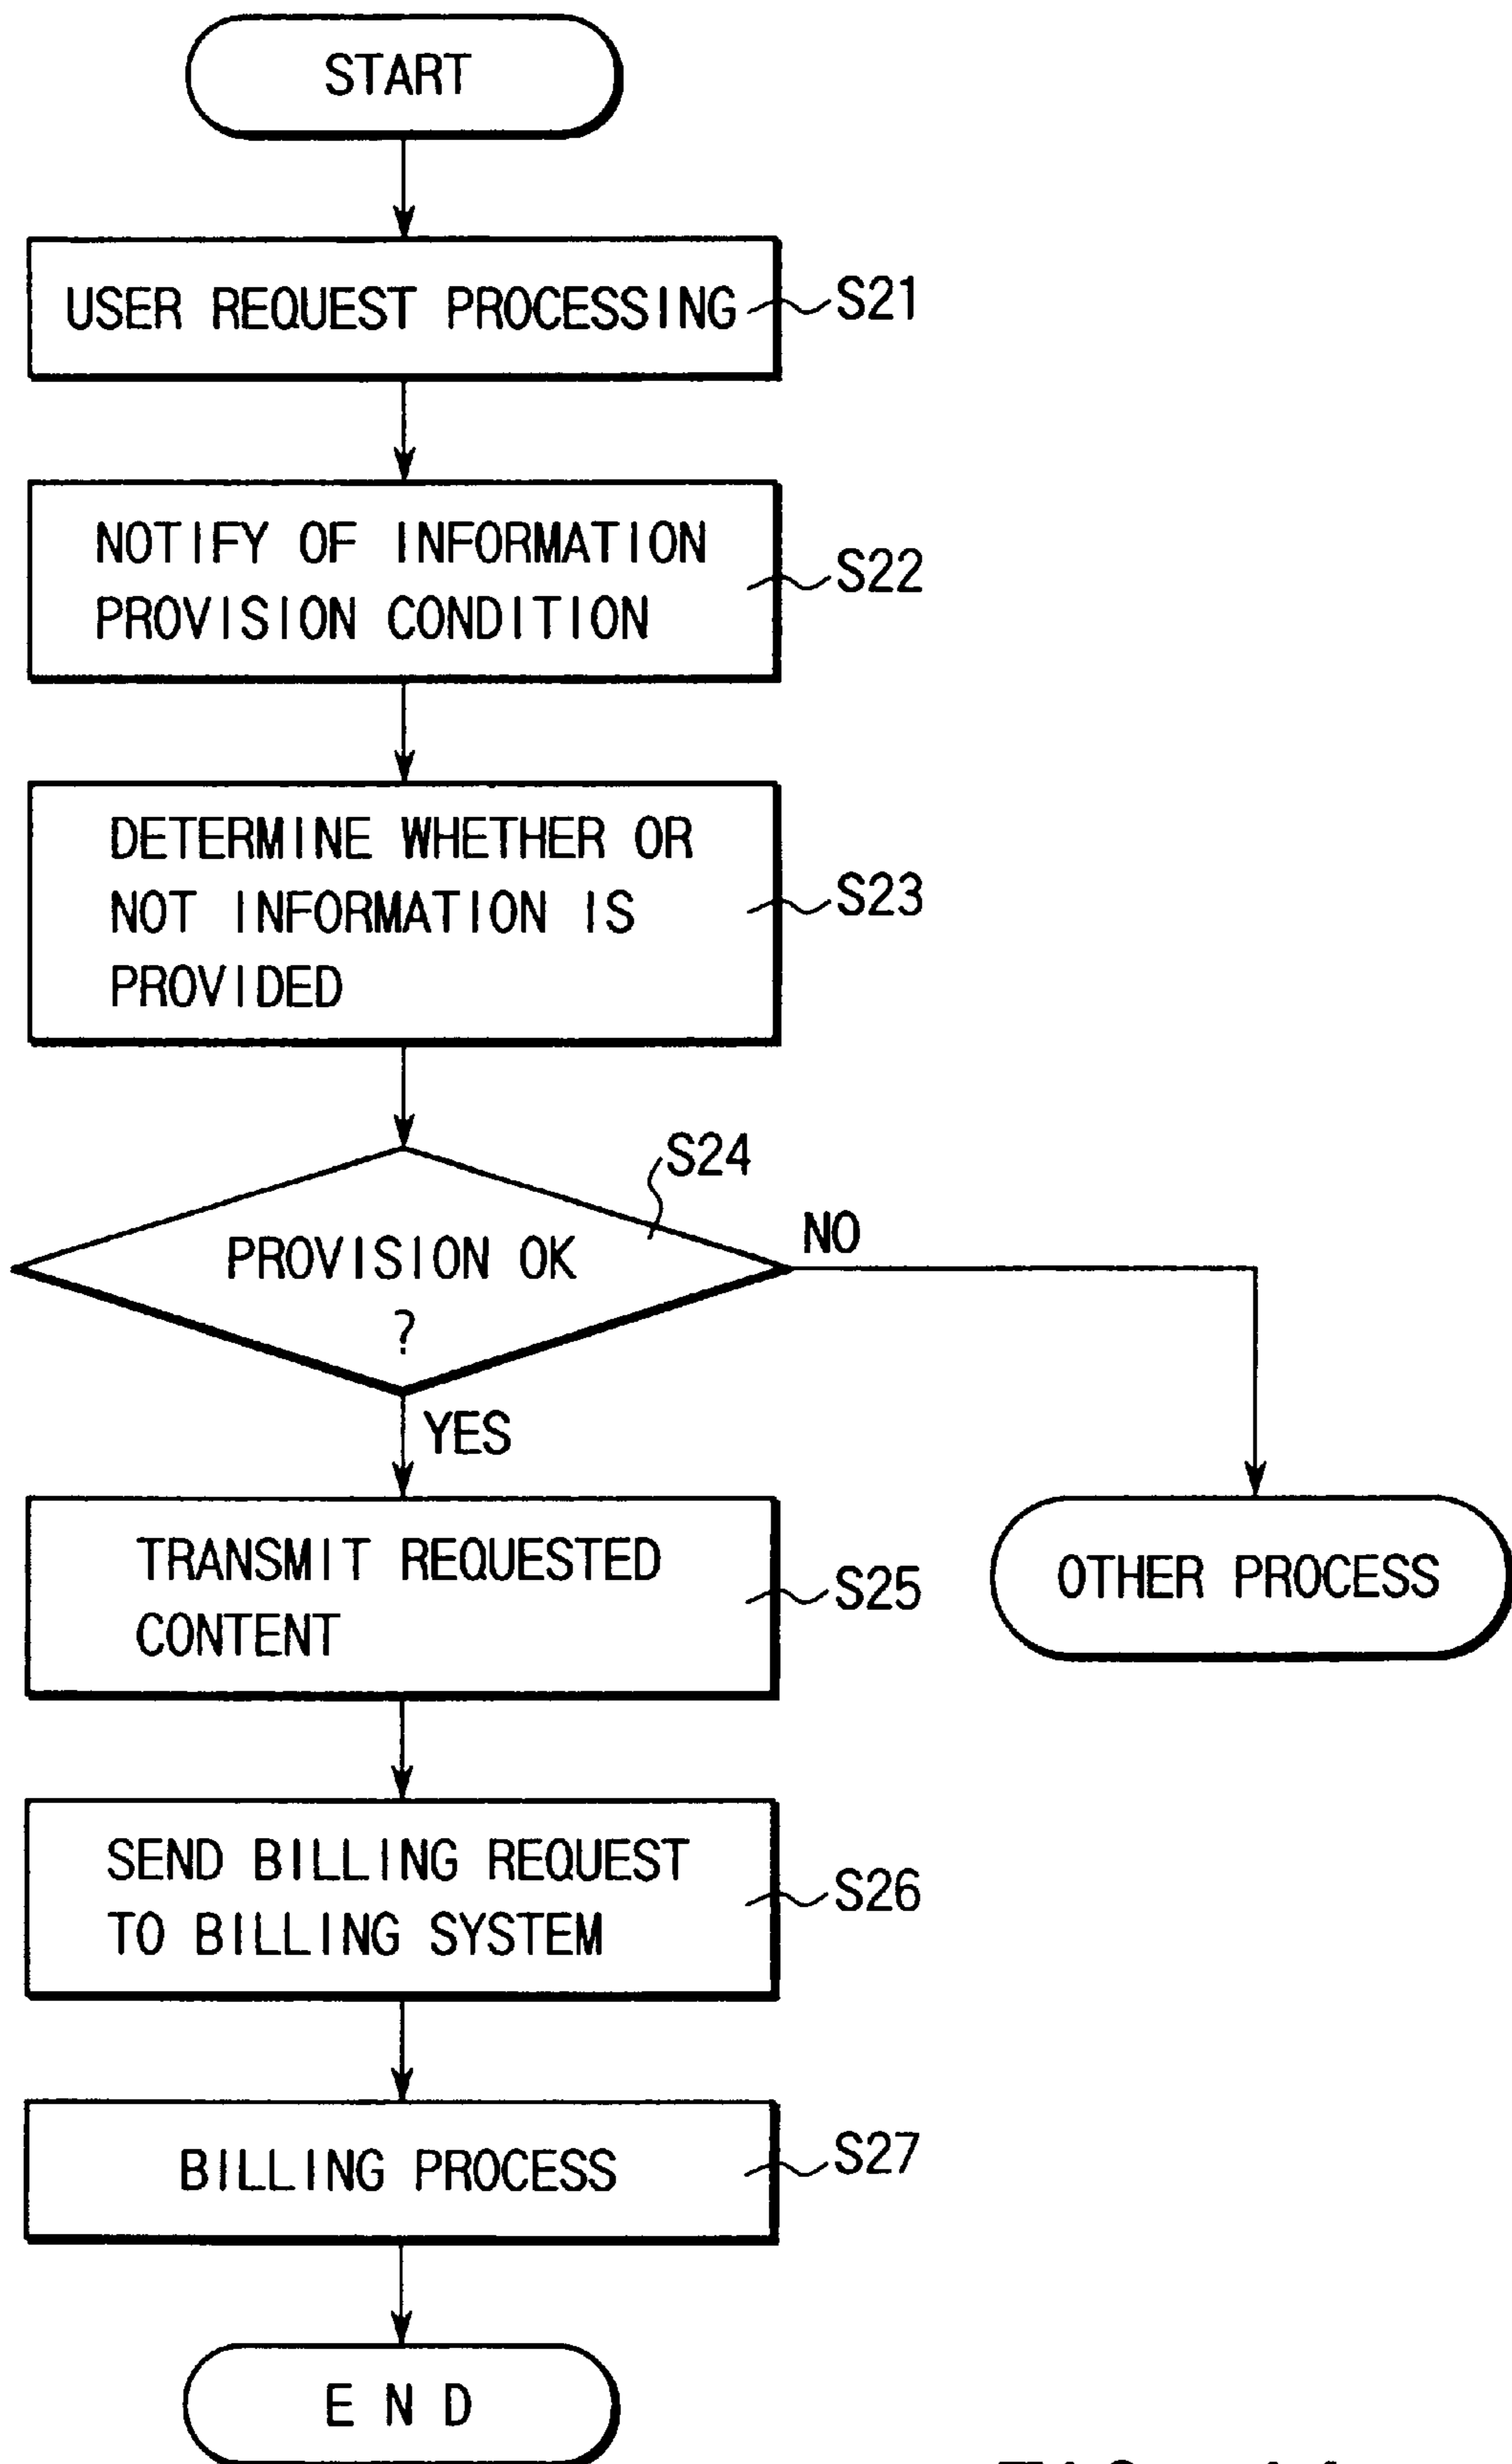 START
USER REQUEST PROCESSING
S21
NOTIFY OF INFORMATION
PROVISION CONDITION
S22
DETERMINE WHETHER OR
NOT INFORMATION IS
PROVIDED
S23
S24
PROVISION OK
?
NO
YES
TRANSMIT REQUESTED
CONTENT
S25
OTHER PROCESS
SEND BILLING REQUEST
TO BILLING SYSTEM
S26
BILLING PROCESS
S27
END